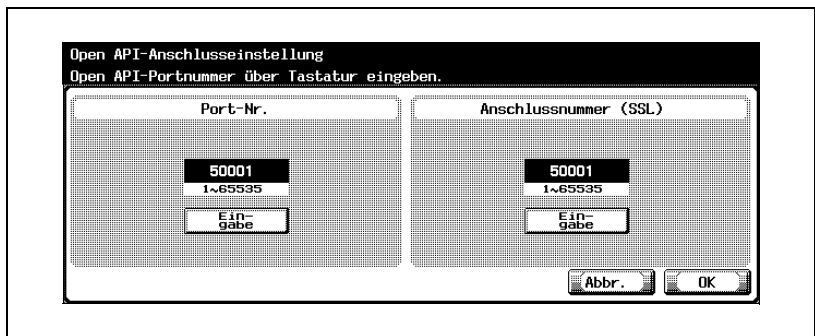 Open API-Anschlusseinstellung
Open API-Portnummer über Tastatur eingeben.
Port-Nr.
50001
1~65535
Ein-
gabe
Anschlussnummer (SSL)
50001
1~65535
Ein-
gabe
Abbr.
OK